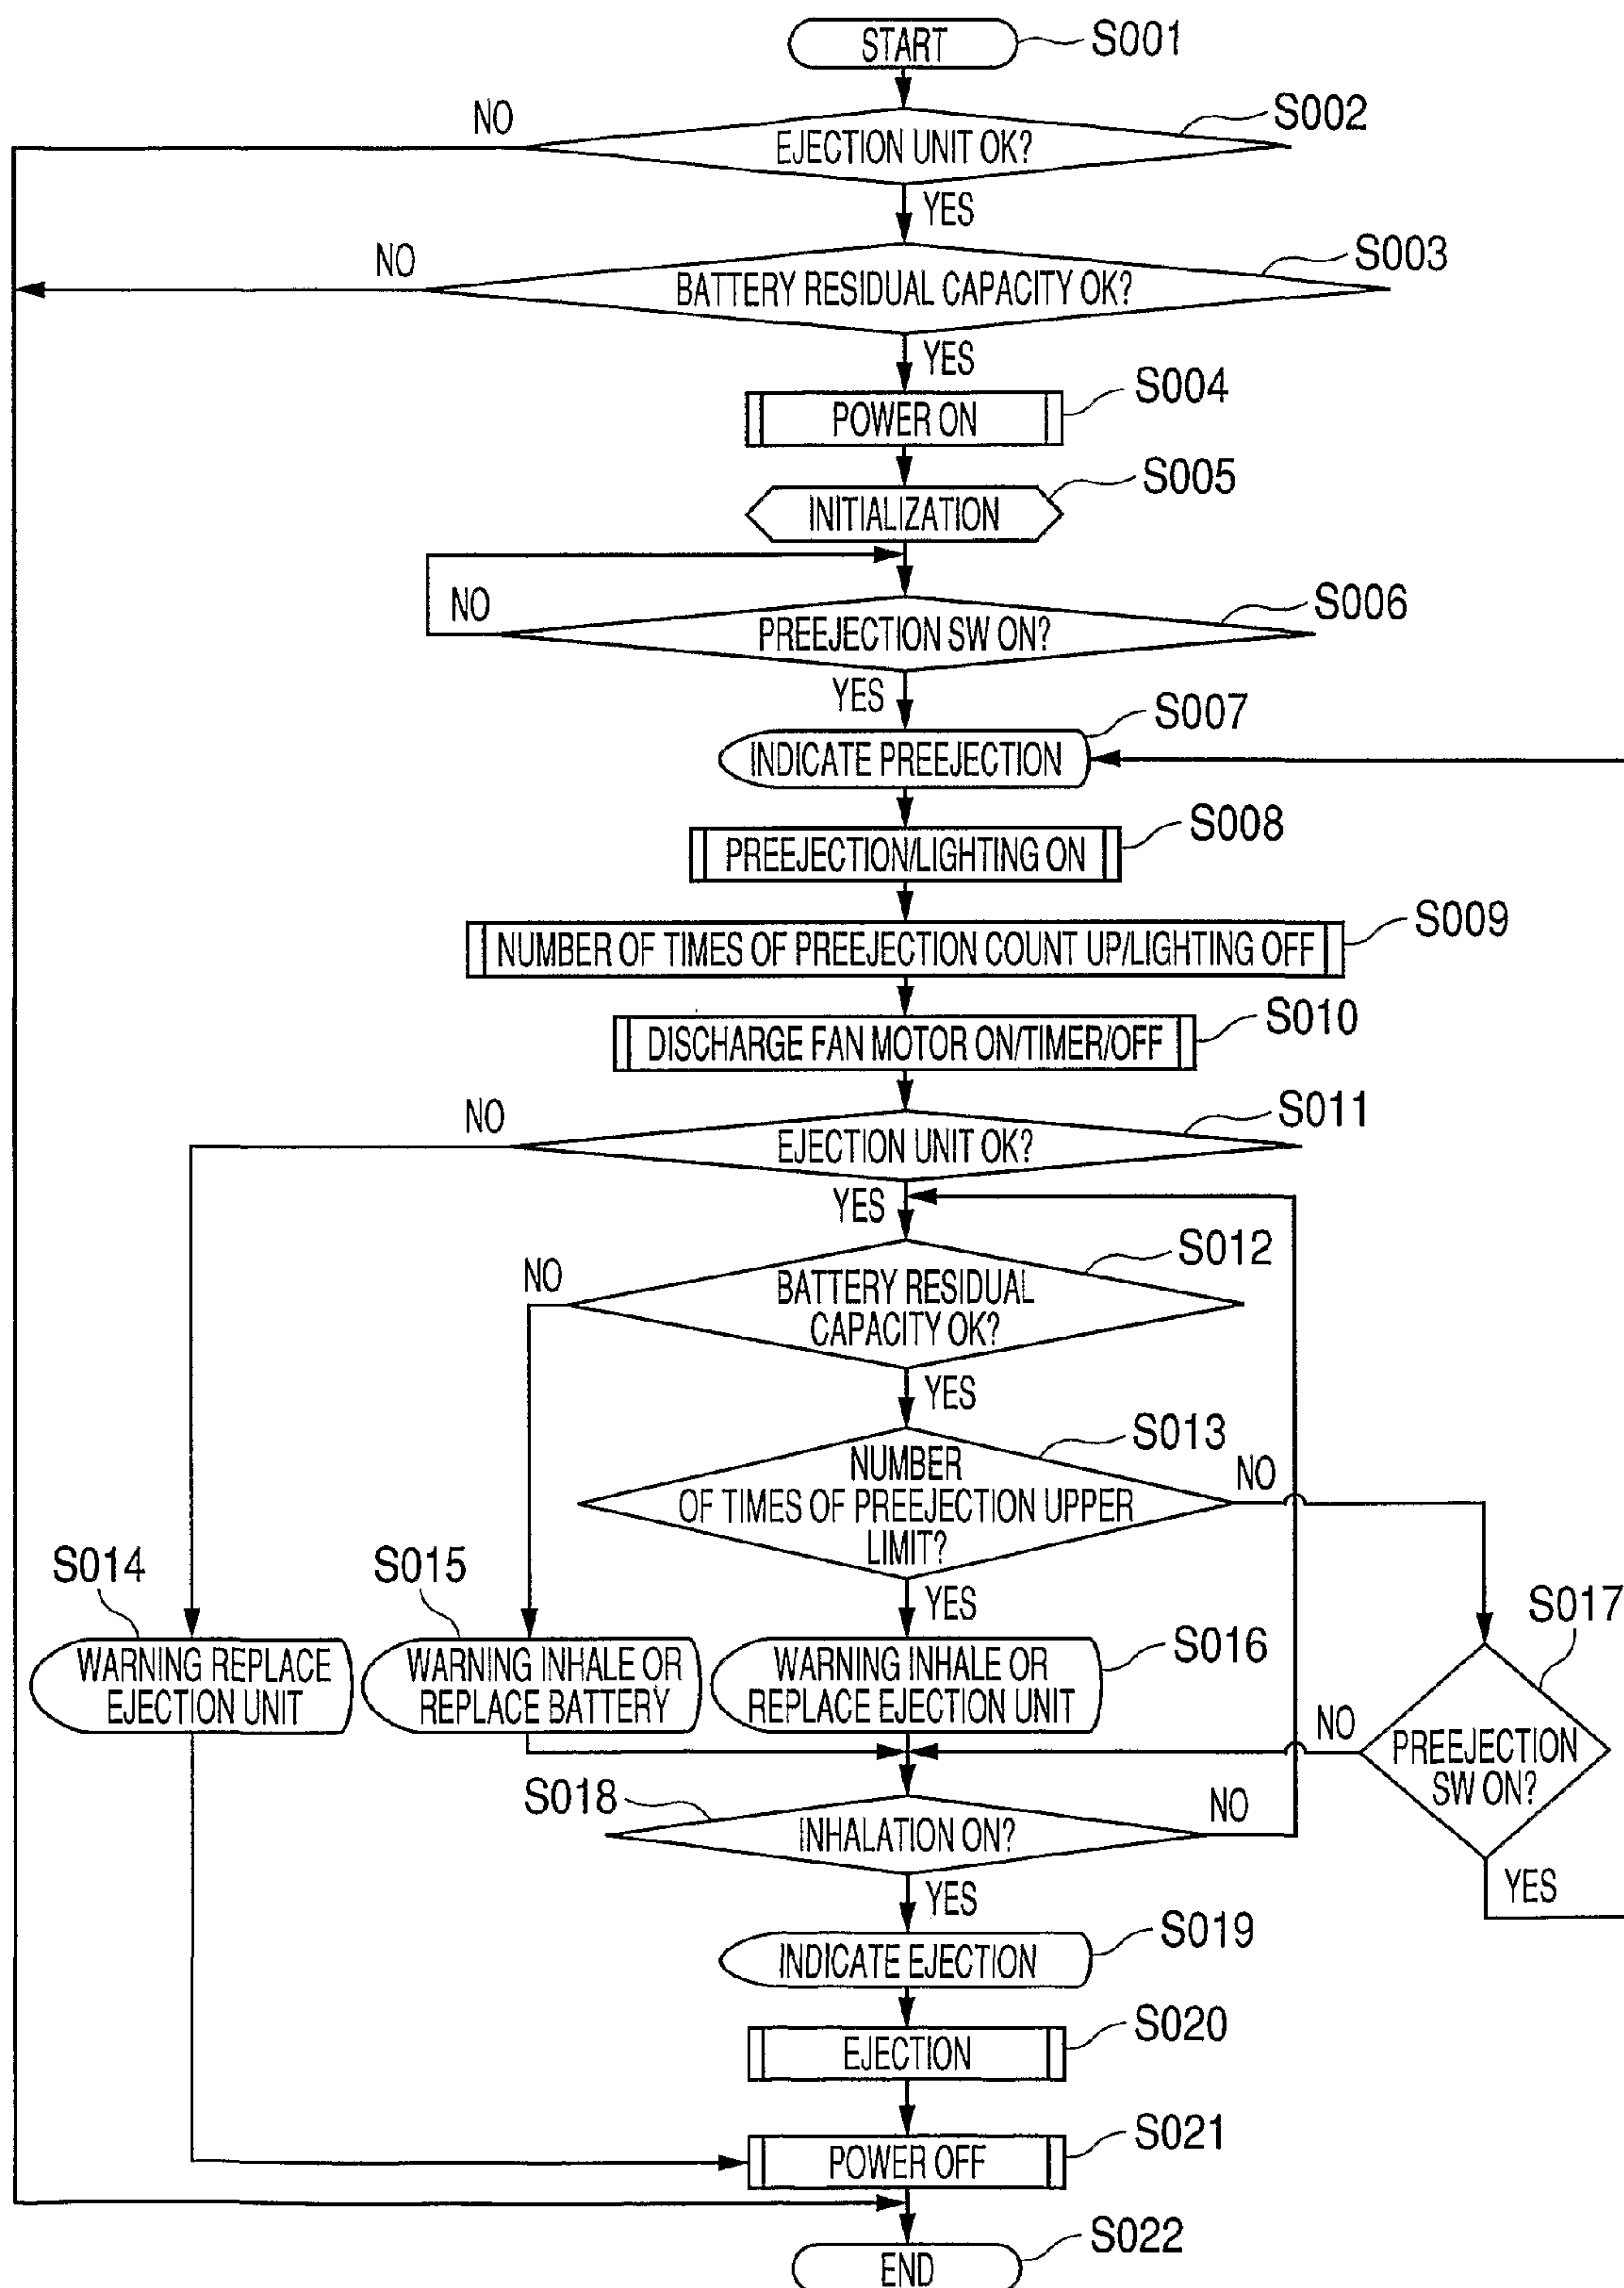 START
S001
NO
EJECTION UNIT OK?
S002
YES
NO
BATTERY RESIDUAL CAPACITY OK?
S003
YES
POWER ON
S004
INITIALIZATION
S005
NO
PREEJECTION SW ON?
S006
YES
INDICATE PREEJECTION
S007
PREEJECTION/LIGHTING ON
S008
NUMBER OF TIMES OF PREEJECTION COUNT UP/LIGHTING OFF
S009
DISCHARGE FAN MOTOR ON/TIMER/OFF
S010
NO
EJECTION UNIT OK?
S011
YES
NO
BATTERY RESIDUAL
CAPACITY OK?
S012
YES
NUMBER
OF TIMES OF PREEJECTION UPPER
LIMIT?
S013
NO
YES
S014
WARNING REPLACE
EJECTION UNIT
S015
WARNING INHALE OR
REPLACE BATTERY
WARNING INHALE OR
REPLACE EJECTION UNIT
S016
S017
PREEJECTION
SW ON?
NO
YES
S018
INHALATION ON?
NO
YES
INDICATE EJECTION
S019
EJECTION
S020
POWER OFF
S021
END
S022